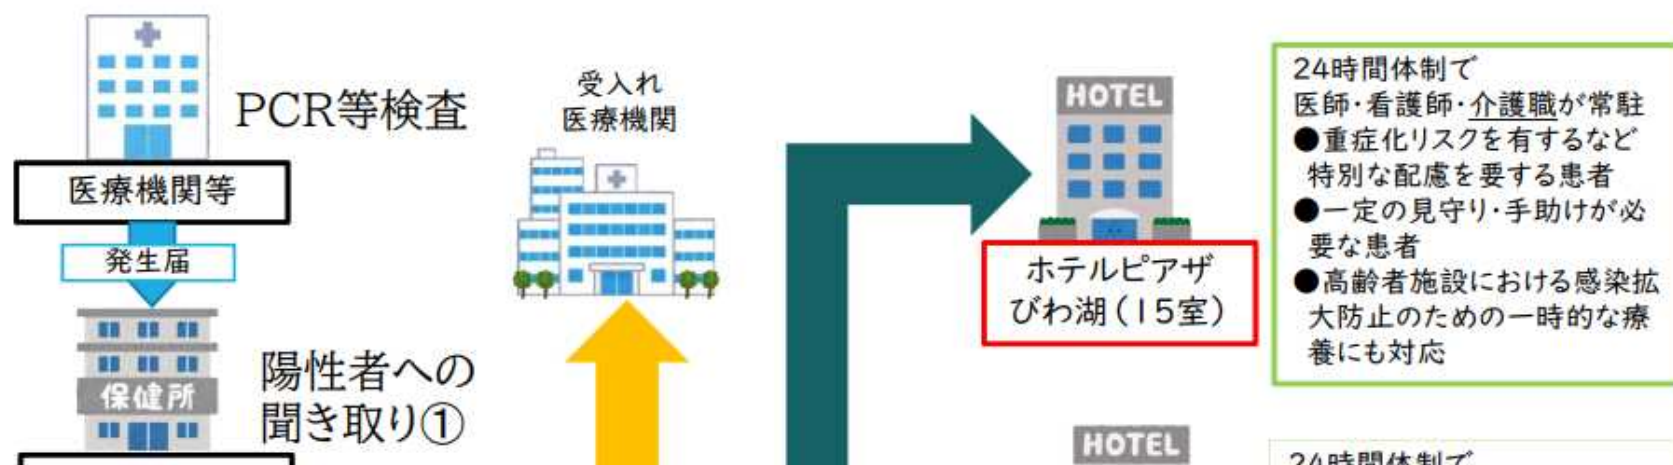 PCR等検査
医療機関等
発生届
保健所
陽性者への
聞き取り①
受入れ
医療機関
HOTEL
ホテルピアザ
びわ湖(15室)
24時間体制で
医師・看護師・介護職が常駐
●重症化リスクを有するなど
特別な配慮を要する患者
●一定の見守り・手助けが必
要な患者
●高齢者施設における感染拡
大防止のための一時的な療
養にも対応
HOTEL
24時間体制で